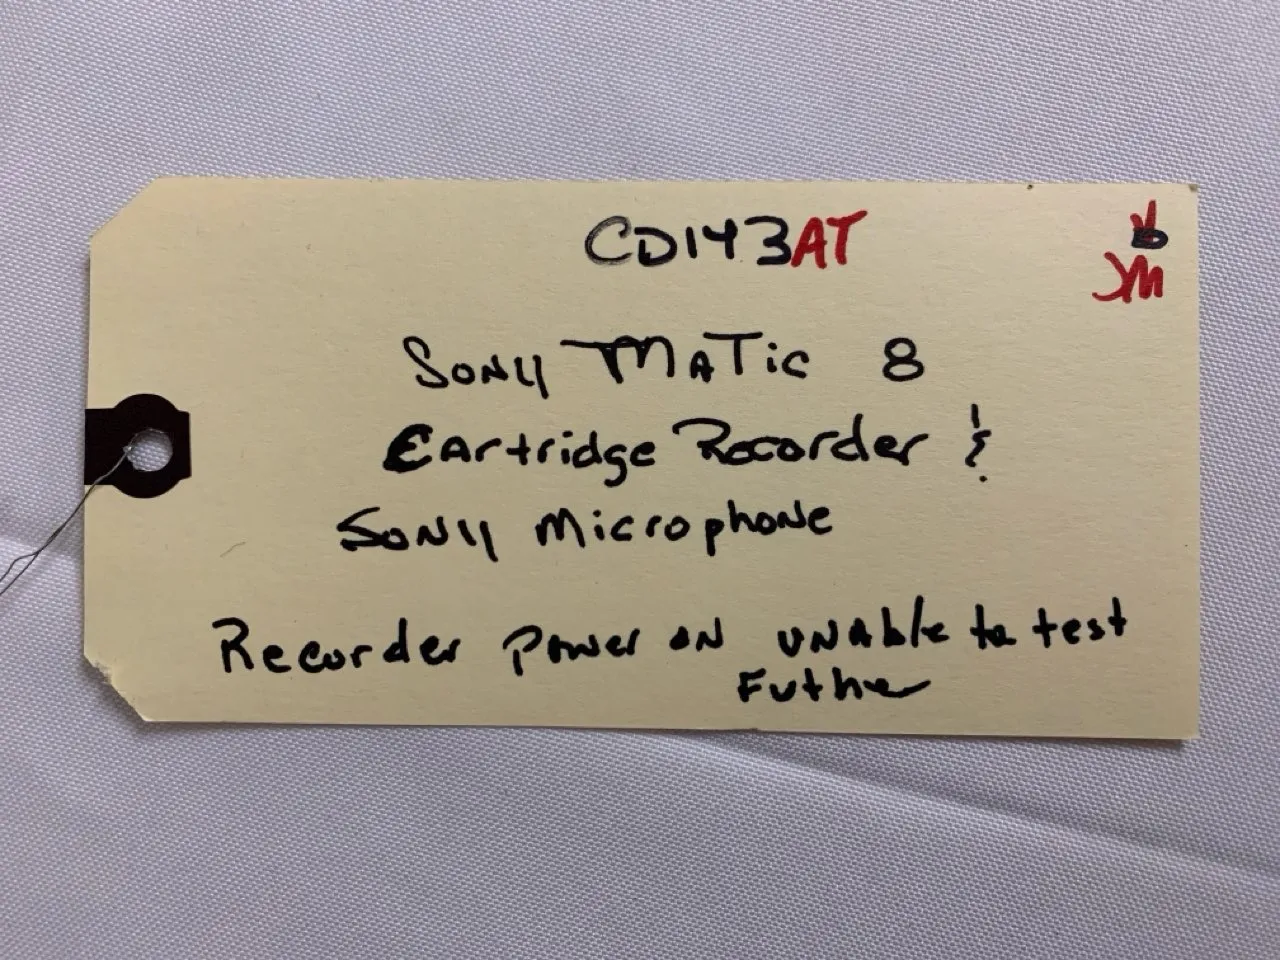 CD143AT
SONY MATic 8
CArtridge Recorder &
SONY Microphone
Recorder Power ON UNAble to test
Futher